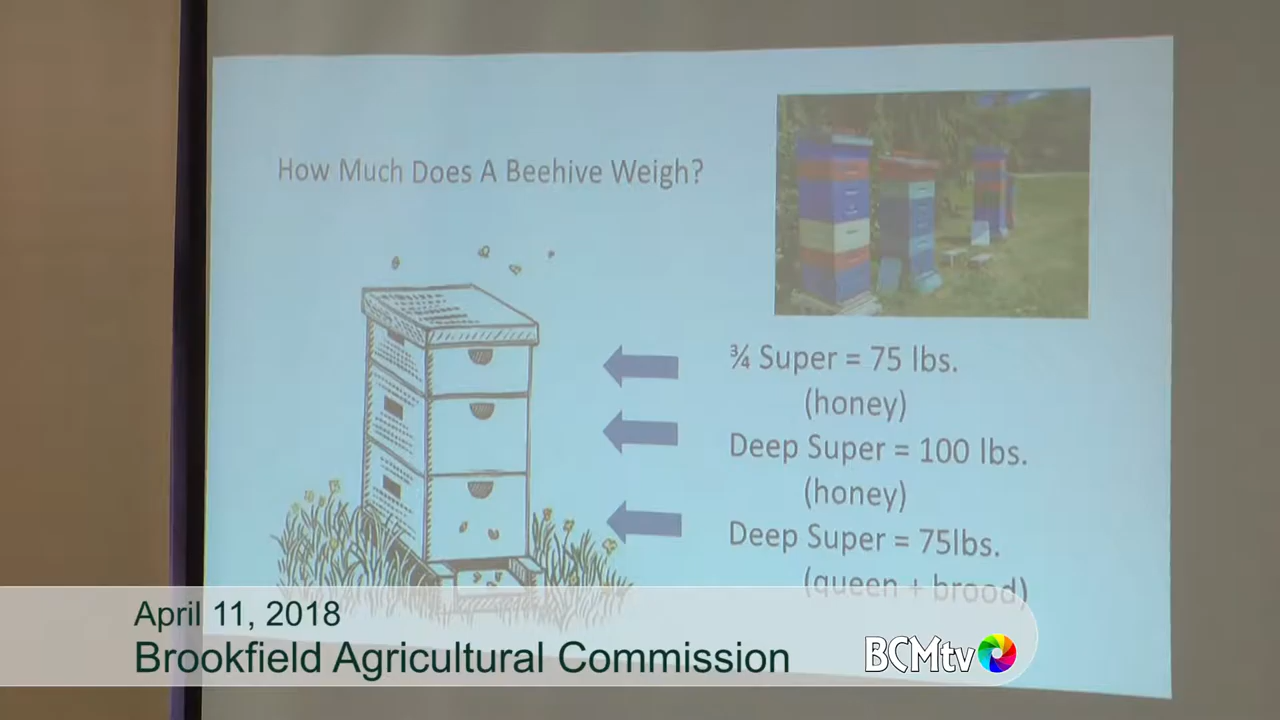 How Much Does A Beehive Weigh?
¾ Super = 75 lbs.
(honey)
Deep Super = 100 lbs.
(honey)
Deep Super = 75lbs.
(queen + brood)
April 11, 2018
Brookfield Agricultural Commission
BCMtv